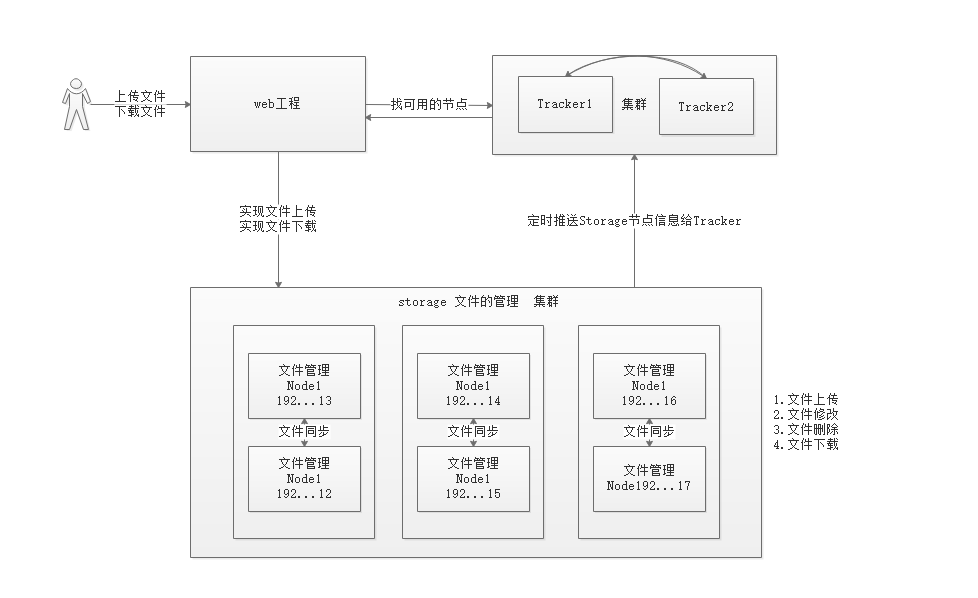 上传文件
下载文件
web工程
找可用的节点
Tracker1
集群
Tracker2
实现文件上传
实现文件下载
定时推送Storage节点信息给Tracker
storage 文件的管理 集群
文件管理
Node1
192...13
文件同步
文件管理
Node1
192...12
文件管理
Node1
192...14
文件同步
文件管理
Node1
192...15
文件管理
Node1
192...16
文件同步
文件管理
Node192...17
1.文件上传
2.文件修改
3.文件删除
4.文件下载